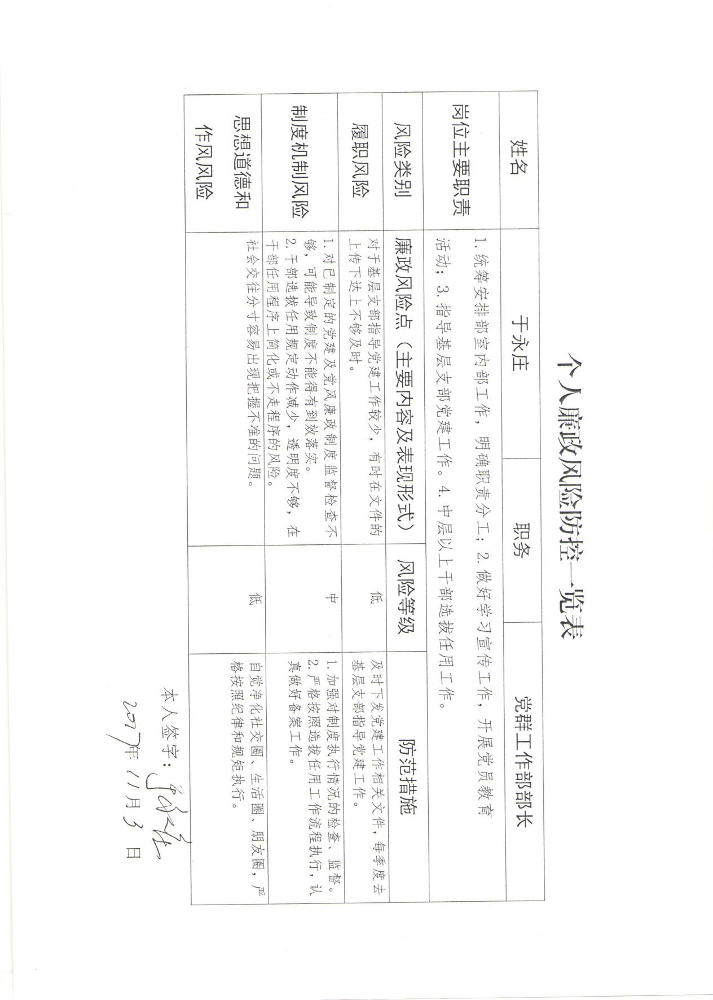 个人廉政风险防控一览表
姓名
于永庄
职务
党群工作部部长
岗位主要职责
1.统筹安排部室内部工作，明确职责分工；2.做好学习宣传工作，开展党员教育
活动；3.指导基层支部党建工作。4.中层以上干部选拔任用工作。
风险类别
廉政风险点（主要内容及表现形式）
风险等级
防范措施
履职风险
对于基层支部指导党建工作较少，有时在文件的
上传下达上不够及时。
低
及时下发党建工作相关文件，每季度去
基层支部指导党建工作。
制度机制风险
1.对已制定的党建及党风廉政制度监督检查不
够，可能导致制度不能得有到效落实。
2.干部选拔任用规定动作减少，透明度不够，在
干部任用程序上简化或不走程序的风险。
中
1.加强对制度执行情况的检查、监督。
2.严格按照选拔任用工作流程执行，认
真做好备案工作。
思想道德和
作风风险
社会交往分寸容易出现把握不准的问题。
低
自觉净化社交圈、生活圈、朋友圈，严
格按照纪律和规矩执行。
本人签字：
2017年11月3日